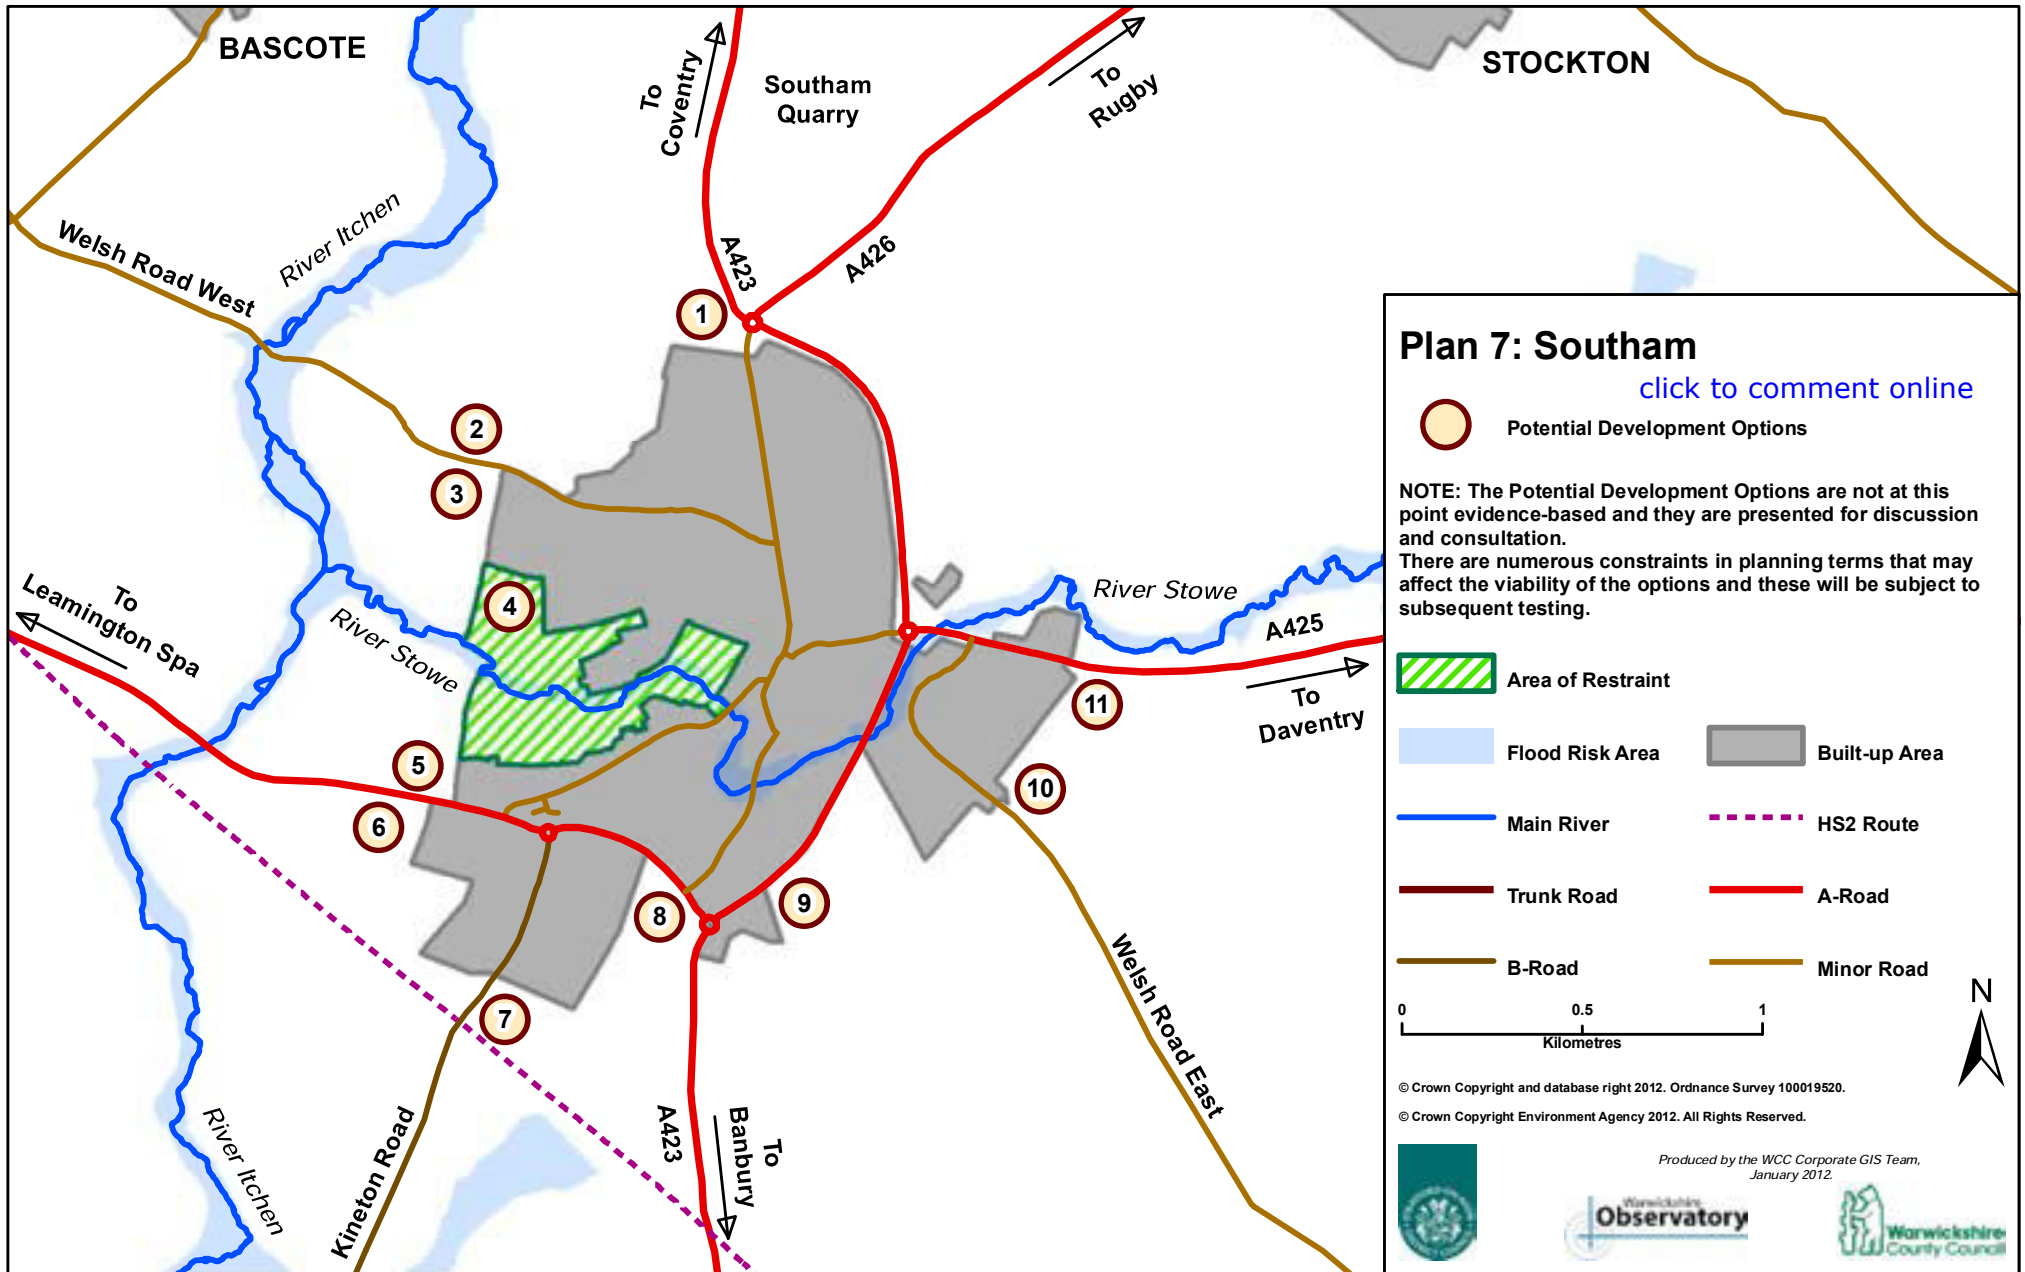 BASCOTE
STOCKTON
To
Coventry
Southam
Quarry
To
Rugby
River Itchen
Welsh Road West
A423
A426
1
2
3
4
5
6
7
8
9
10
11
To
Leamington Spa
River Stowe
River Stowe
A425
To
Daventry
Welsh Road East
Kineton Road
River Itchen
A423
To
Banbury
Plan 7: Southam
click to comment online
Potential Development Options
NOTE: The Potential Development Options are not at this
point evidence-based and they are presented for discussion
and consultation.
There are numerous constraints in planning terms that may
affect the viability of the options and these will be subject to
subsequent testing.
Area of Restraint
Flood Risk Area
Built-up Area
Main River
HS2 Route
Trunk Road
A-Road
B-Road
Minor Road
0 0.5 1
Kilometres
N
© Crown Copyright and database right 2012. Ordnance Survey 100019520.
© Crown Copyright Environment Agency 2012. All Rights Reserved.
Produced by the WCC Corporate GIS Team,
January 2012.
Warwickshire
Observatory
Warwickshire
County Council